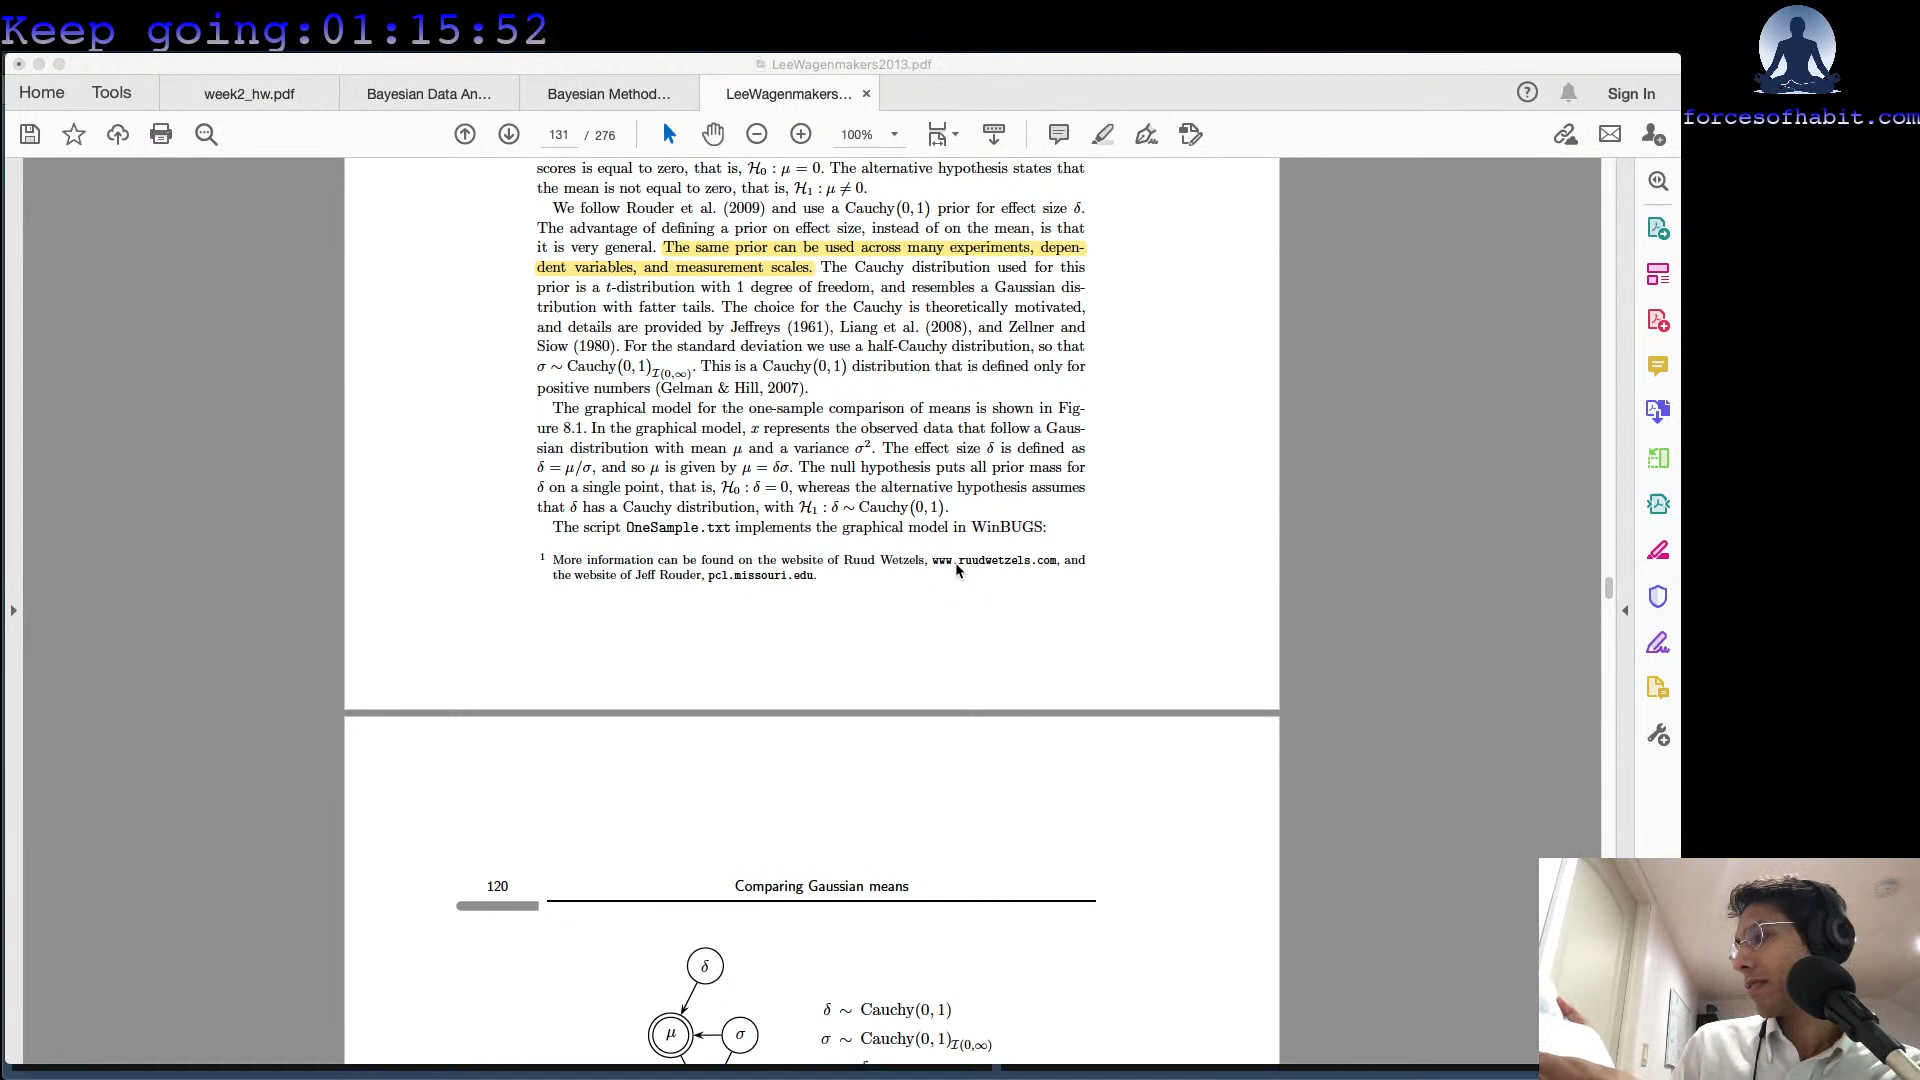 Keep going:01:15:52
forcesofhabit.com
LeeWagenmakers2013.pdf
Home Tools week2_hw.pdf Bayesian Data An... Bayesian Method... LeeWagenmakers... × Sign In
131 / 276 100%
scores is equal to zero, that is, ℋ₀ : μ = 0. The alternative hypothesis states that
the mean is not equal to zero, that is, ℋ₁ : μ ≠ 0.
We follow Rouder et al. (2009) and use a Cauchy(0, 1) prior for effect size δ.
The advantage of defining a prior on effect size, instead of on the mean, is that
it is very general. The same prior can be used across many experiments, depen-
dent variables, and measurement scales. The Cauchy distribution used for this
prior is a t-distribution with 1 degree of freedom, and resembles a Gaussian dis-
tribution with fatter tails. The choice for the Cauchy is theoretically motivated,
and details are provided by Jeffreys (1961), Liang et al. (2008), and Zellner and
Siow (1980). For the standard deviation we use a half-Cauchy distribution, so that
σ ∼ Cauchy(0, 1)ℐ(0,∞). This is a Cauchy(0, 1) distribution that is defined only for
positive numbers (Gelman & Hill, 2007).
The graphical model for the one-sample comparison of means is shown in Fig-
ure 8.1. In the graphical model, x represents the observed data that follow a Gaus-
sian distribution with mean μ and a variance σ². The effect size δ is defined as
δ = μ/σ, and so μ is given by μ = δσ. The null hypothesis puts all prior mass for
δ on a single point, that is, ℋ₀ : δ = 0, whereas the alternative hypothesis assumes
that δ has a Cauchy distribution, with ℋ₁ : δ ∼ Cauchy(0, 1).
The script OneSample.txt implements the graphical model in WinBUGS:
1 More information can be found on the website of Ruud Wetzels, www.ruudwetzels.com, and
the website of Jeff Rouder, pcl.missouri.edu.
120 Comparing Gaussian means
δ
δ ∼ Cauchy(0, 1)
μ σ
σ ∼ Cauchy(0, 1)ℐ(0,∞)